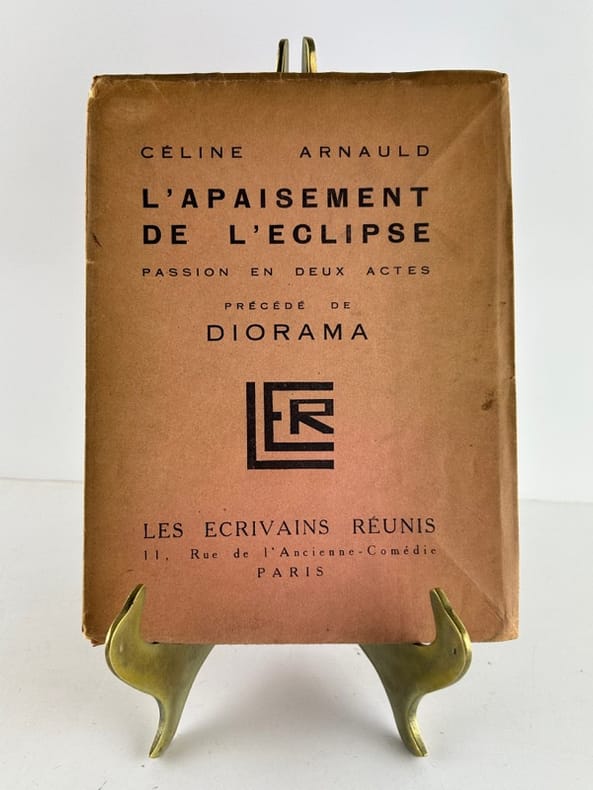 CÉLINE ARNAULD
L'APAISEMENT
DE L'ECLIPSE
PASSION EN DEUX ACTES
PRÉCÉDÉ DE
DIORAMA
LER
LES ECRIVAINS RÉUNIS
11, Rue de l'Ancienne-Comédie
PARIS